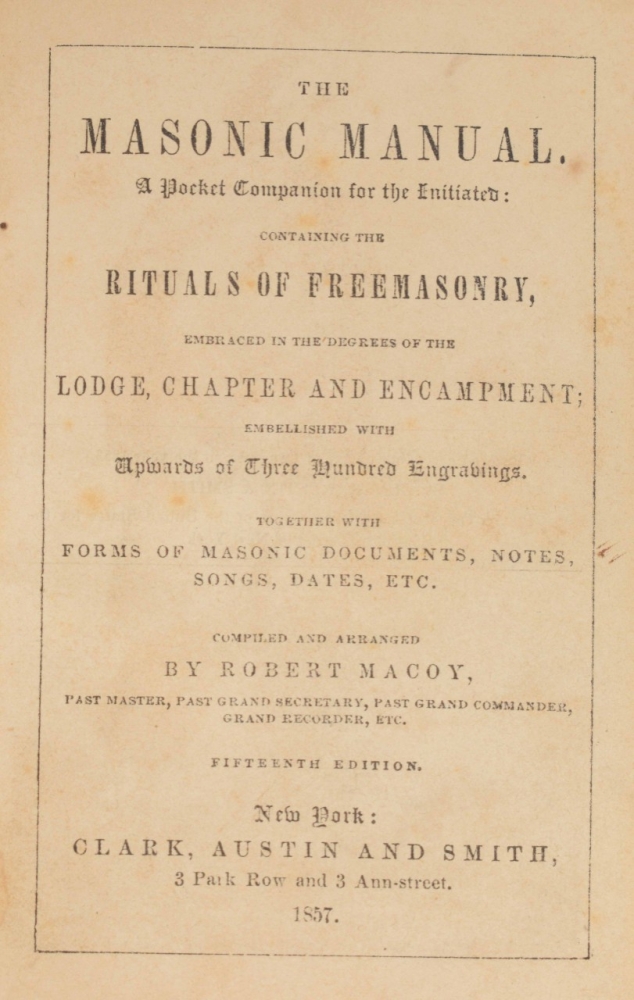 THE
MASONIC MANUAL.
A Pocket Companion for the Initiated:
CONTAINING THE
RITUALS OF FREEMASONRY,
EMBRACED IN THE DEGREES OF THE
LODGE, CHAPTER AND ENCAMPMENT;
EMBELLISHED WITH
Upwards of Three Hundred Engravings.
TOGETHER WITH
FORMS OF MASONIC DOCUMENTS, NOTES,
SONGS, DATES, ETC.
COMPILED AND ARRANGED
BY ROBERT MACOY,
PAST MASTER, PAST GRAND SECRETARY, PAST GRAND COMMANDER,
GRAND RECORDER, ETC.
FIFTEENTH EDITION.
New York:
CLARK, AUSTIN AND SMITH,
3 Park Row and 3 Ann-street.
1857.